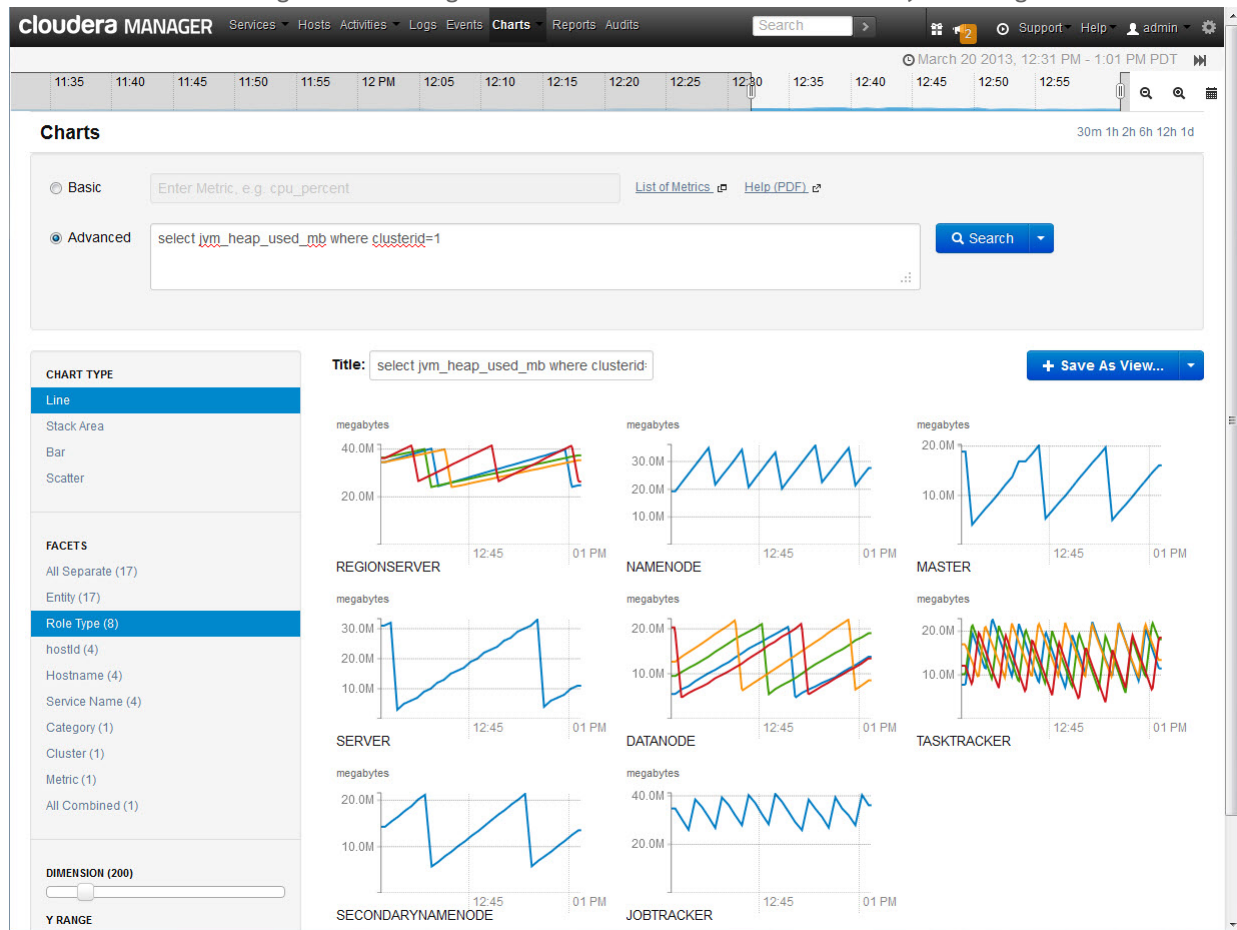 cloudera MANAGER Services Hosts Activities Logs Events Charts Reports Audits Search > 2 Support Help admin
March 20 2013, 12:31 PM - 1:01 PM PDT
11:35 11:40 11:45 11:50 11:55 12 PM 12:05 12:10 12:15 12:20 12:25 12:30 12:35 12:40 12:45 12:50 12:55
Charts
30m 1h 2h 6h 12h 1d
Basic Enter Metric, e.g. cpu_percent List of Metrics Help (PDF)
Advanced select jvm_heap_used_mb where clusterid=1 Search
CHART TYPE
Line
Stack Area
Bar
Scatter
FACETS
All Separate (17)
Entity (17)
Role Type (8)
hostId (4)
Hostname (4)
Service Name (4)
Category (1)
Cluster (1)
Metric (1)
All Combined (1)
DIMENSION (200)
Y RANGE
Title: select jvm_heap_used_mb where clusterid
+ Save As View...
megabytes
40.0M
20.0M
12:45 01 PM
REGIONSERVER
megabytes
30.0M
20.0M
10.0M
12:45 01 PM
NAMENODE
megabytes
20.0M
10.0M
12:45 01 PM
MASTER
megabytes
30.0M
20.0M
10.0M
12:45 01 PM
SERVER
megabytes
20.0M
10.0M
12:45 01 PM
DATANODE
megabytes
20.0M
10.0M
12:45 01 PM
TASKTRACKER
megabytes
20.0M
10.0M
12:45 01 PM
SECONDARYNAMENODE
megabytes
40.0M
20.0M
12:45 01 PM
JOBTRACKER